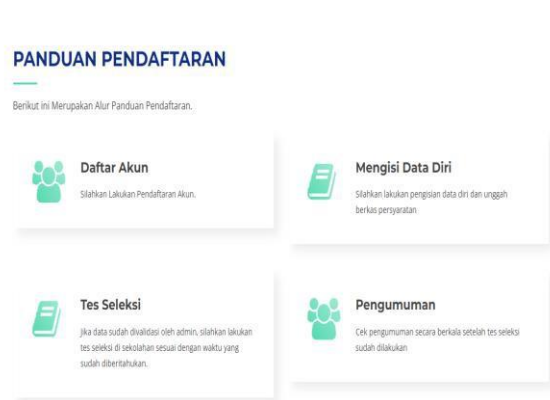 PANDUAN PENDAFTARAN
Berikut ini Merupakan Alur Panduan Pendaftaran.
Daftar Akun
Silahkan Lakukan Pendaftaran Akun.
Mengisi Data Diri
Silahkan lakukan pengisian data diri dan unggah
berkas persyaratan
Tes Seleksi
Jika data sudah divalidasi oleh admin, silahkan lakukan
tes seleksi di sekolahan sesuai dengan waktu yang
sudah diberitahukan.
Pengumuman
Cek pengumuman secara berkala setelah tes seleksi
sudah dilakukan